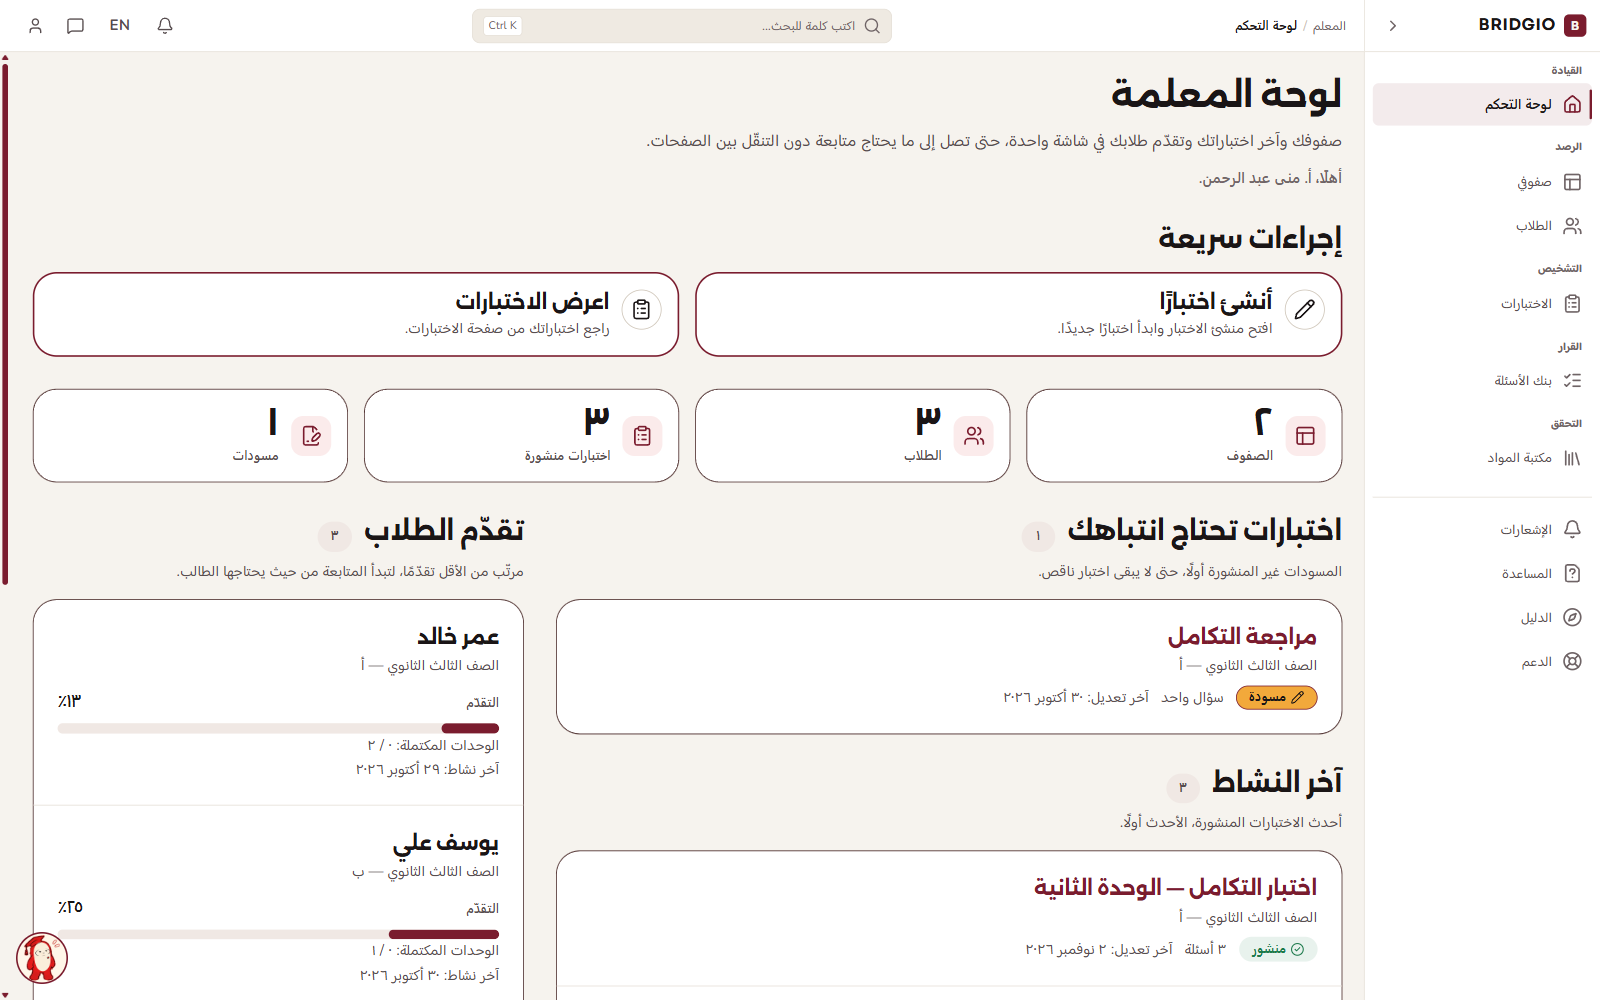 BRIDGIO
B
القيادة
لوحة التحكم
الرصد
صفوفي
الطلاب
التشخيص
الاختبارات
القرار
بنك الأسئلة
التحقق
مكتبة المواد
الإشعارات
المساعدة
الدليل
الدعم
المعلم / لوحة التحكم
اكتب كلمة للبحث...
Ctrl K
EN
لوحة المعلمة
صفوفك وآخر اختباراتك وتقدّم طلابك في شاشة واحدة، حتى تصل إلى ما يحتاج متابعة دون التنقّل بين الصفحات.
أهلًا، أ. منى عبد الرحمن.
إجراءات سريعة
أنشئ اختبارًا
افتح منشئ الاختبار وابدأ اختبارًا جديدًا.
اعرض الاختبارات
راجع اختباراتك من صفحة الاختبارات.
٢
الصفوف
٣
الطلاب
٣
اختبارات منشورة
١
مسودات
اختبارات تحتاج انتباهك ١
المسودات غير المنشورة أولًا، حتى لا يبقى اختبار ناقص.
مراجعة التكامل
الصف الثالث الثانوي — أ
مسودة سؤال واحد آخر تعديل: ٣٠ أكتوبر ٢٠٢٦
آخر النشاط ٣
أحدث الاختبارات المنشورة، الأحدث أولًا.
اختبار التكامل — الوحدة الثانية
الصف الثالث الثانوي — أ
منشور ٣ أسئلة آخر تعديل: ٢ نوفمبر ٢٠٢٦
تقدّم الطلاب ٣
مرتّب من الأقل تقدّمًا، لتبدأ المتابعة من حيث يحتاجها الطالب.
عمر خالد
الصف الثالث الثانوي — أ
التقدّم ١٣٪
الوحدات المكتملة: ٠ / ٢
آخر نشاط: ٢٩ أكتوبر ٢٠٢٦
يوسف علي
الصف الثالث الثانوي — ب
التقدّم ٢٥٪
الوحدات المكتملة: ٠ / ١
آخر نشاط: ٣٠ أكتوبر ٢٠٢٦